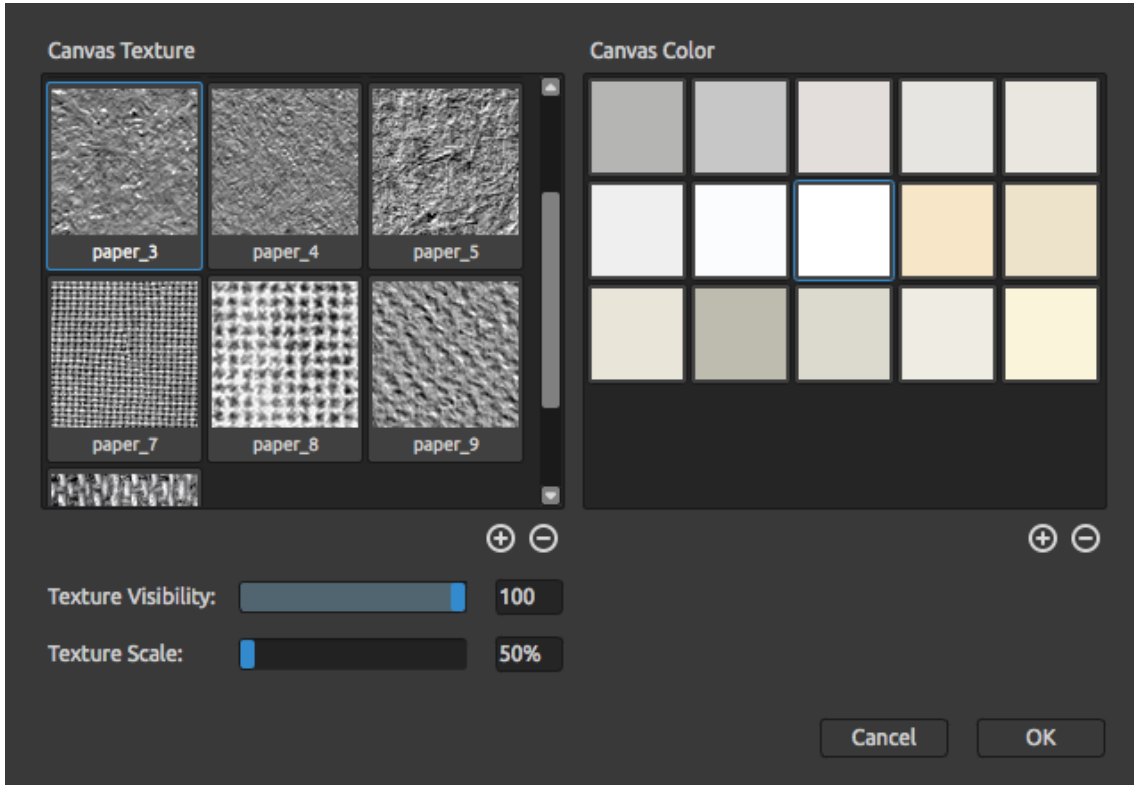 Canvas Texture
Canvas Color
paper_3
paper_4
paper_5
paper_7
paper_8
paper_9
Texture Visibility:
100
Texture Scale:
50%
Cancel
OK